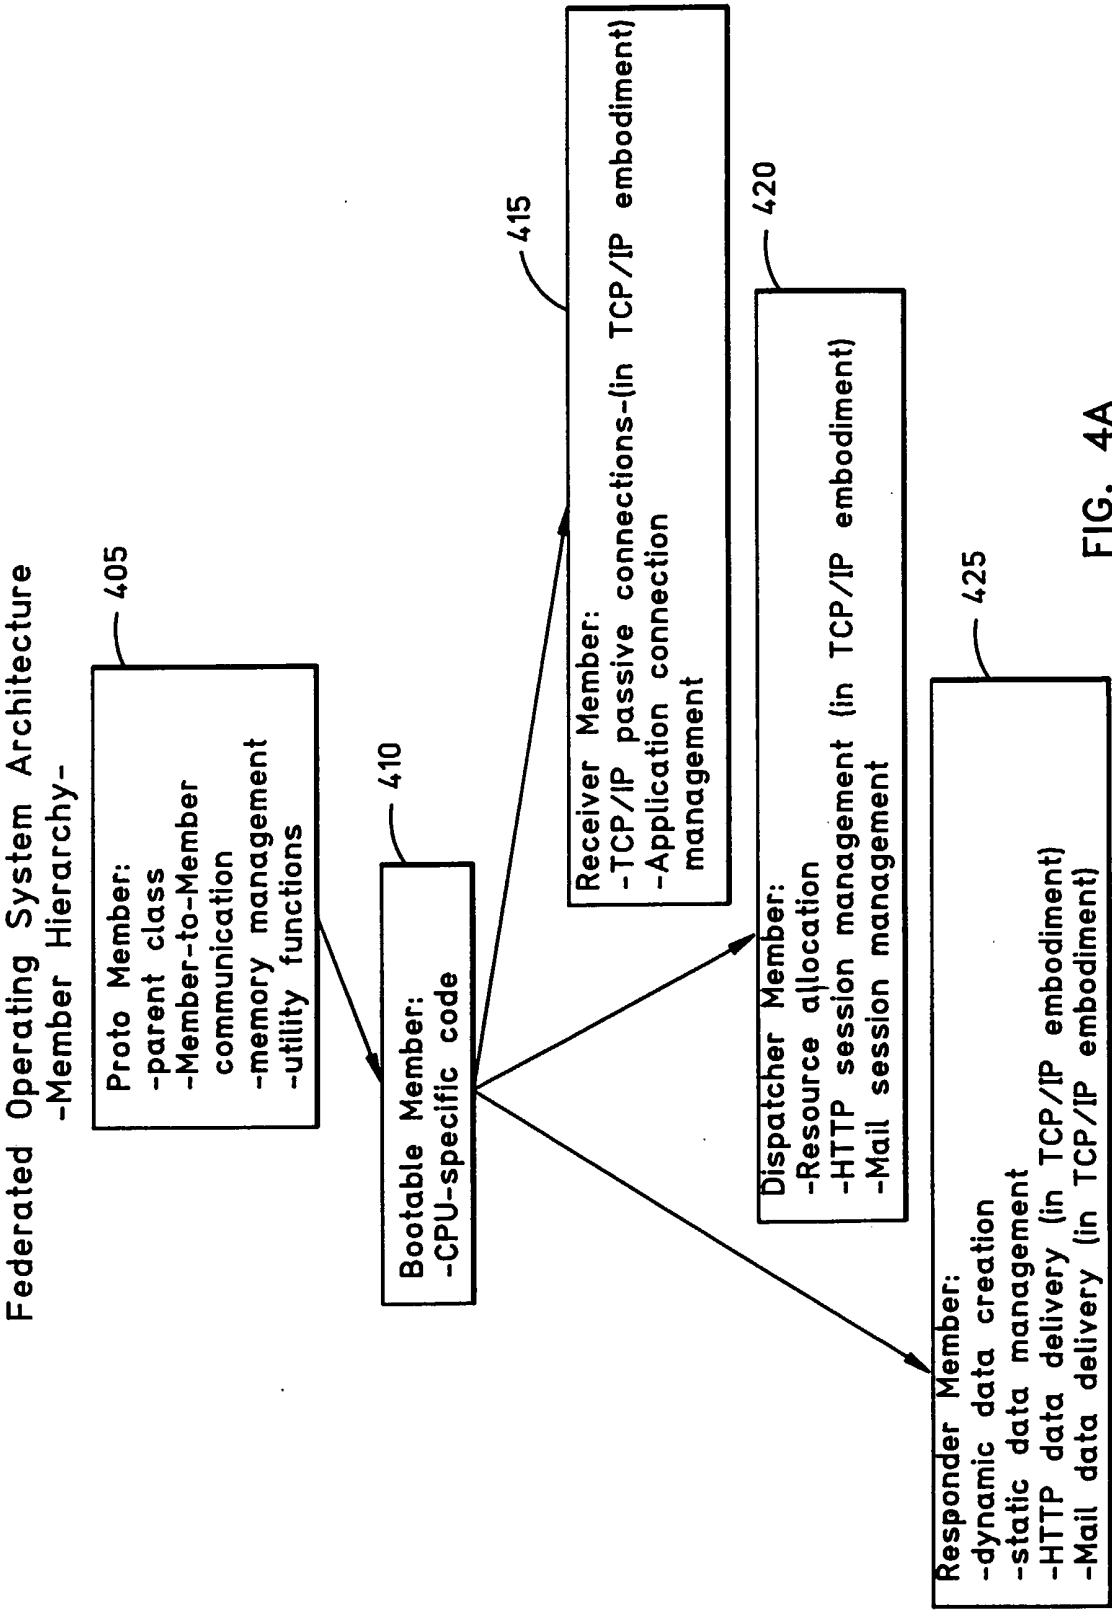 Federated Operating System Architecture
-Member Hierarchy-
405
Proto Member:
-parent class
-Member-to-Member
communication
-memory management
-utility functions
410
Bootable Member:
-CPU-specific code
415
Receiver Member:
-TCP/IP passive connections-(in TCP/IP embodiment)
-Application connection
management
420
Dispatcher Member:
-Resource allocation
-HTTP session management (in TCP/IP embodiment)
-Mail session management
425
Responder Member:
-dynamic data creation
-static data management
-HTTP data delivery (in TCP/IP embodiment)
-Mail data delivery (in TCP/IP embodiment)
FIG. 4A